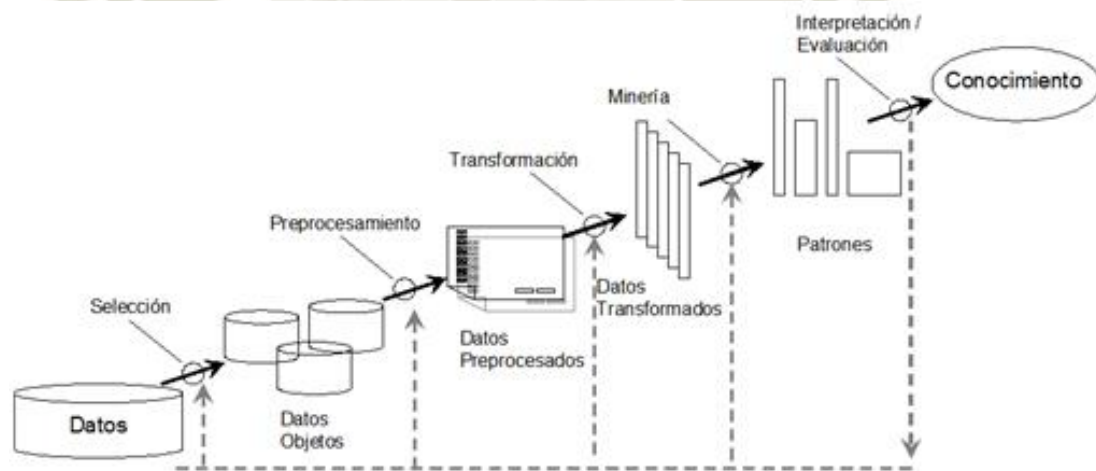 Interpretación /
Evaluación
Conocimiento
Minería
Transformación
Patrones
Preprocesamiento
Datos
Transformados
Selección
Datos
Preprocesados
Datos
Datos
Objetos